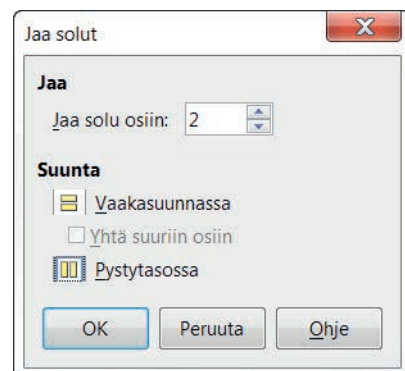 Jaa solut
Jaa
Jaa solu osiin: 2
Suunta
Vaakasuunnassa
Yhtä suuriin osiin
Pystytasossa
OK Peruuta Ohje